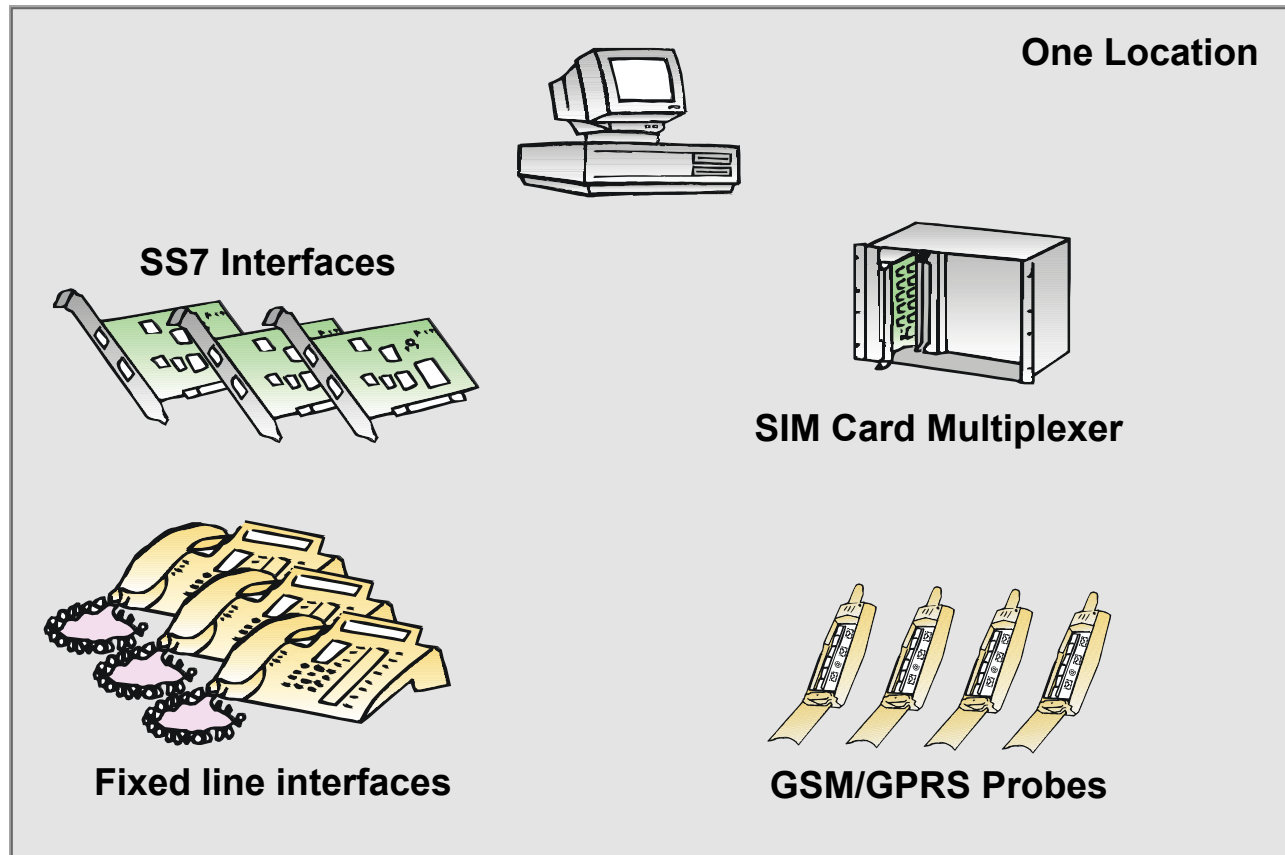 One Location
SS7 Interfaces
SIM Card Multiplexer
Fixed line interfaces
GSM/GPRS Probes